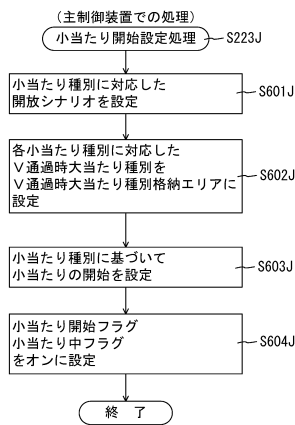 (主制御装置での処理)
小当たり開始設定処理
S223J
小当たり種別に対応した
開放シナリオを設定
S601J
各小当たり種別に対応した
V通過時大当たり種別を
V通過時大当たり種別格納エリアに
設定
S602J
小当たり種別に基づいて
小当たりの開始を設定
S603J
小当たり開始フラグ
小当たり中フラグ
をオンに設定
S604J
終 了